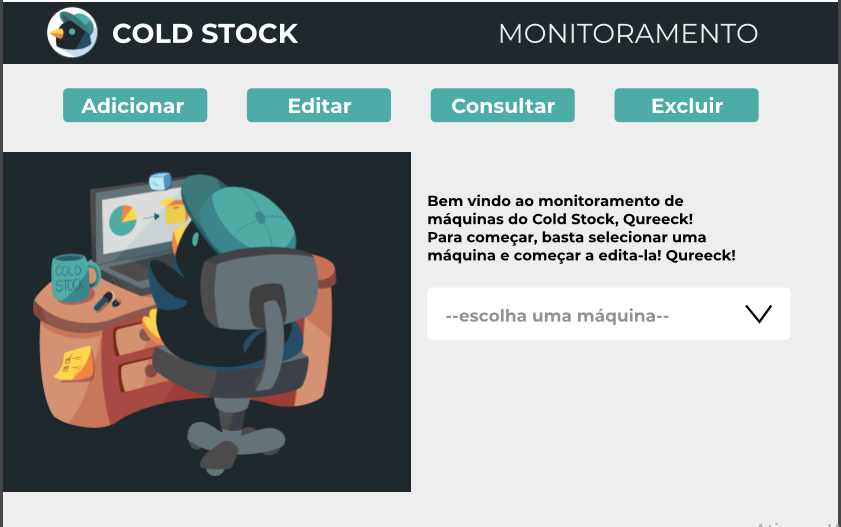 COLD STOCK
MONITORAMENTO
Adicionar
Editar
Consultar
Excluir
COLD
STOCK
Bem vindo ao monitoramento de
máquinas do Cold Stock, Qureeck!
Para começar, basta selecionar uma
máquina e começar a edita-la! Qureeck!
--escolha uma máquina--